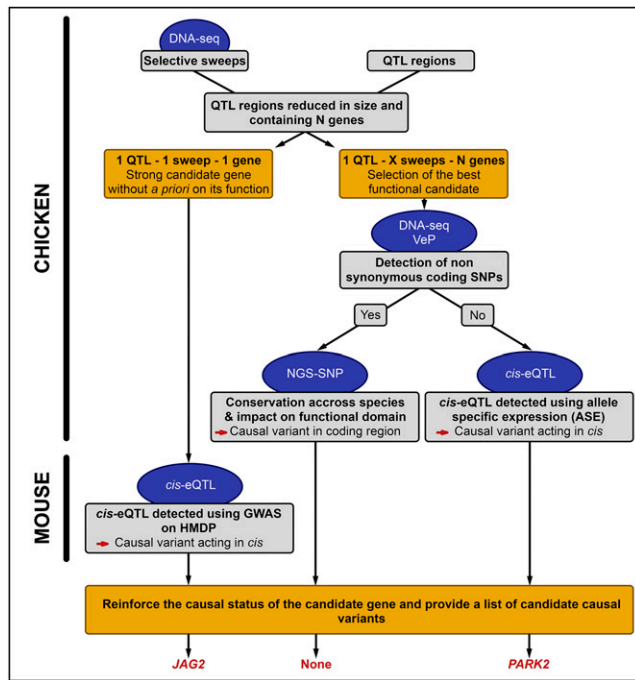 DNA-seq
Selective sweeps
QTL regions
QTL regions reduced in size and
containing N genes
1 QTL - 1 sweep - 1 gene
Strong candidate gene
without a priori on its function
1 QTL - X sweeps - N genes
Selection of the best
functional candidate
DNA-seq
VeP
Detection of non
synonymous coding SNPs
Yes
No
NGS-SNP
Conservation accross species
& impact on functional domain
Causal variant in coding region
cis-eQTL
cis-eQTL detected using allele
specific expression (ASE)
Causal variant acting in cis
CHICKEN
MOUSE
cis-eQTL
cis-eQTL detected using GWAS
on HMDP
Causal variant acting in cis
Reinforce the causal status of the candidate gene and provide a list of candidate causal
variants
JAG2
None
PARK2